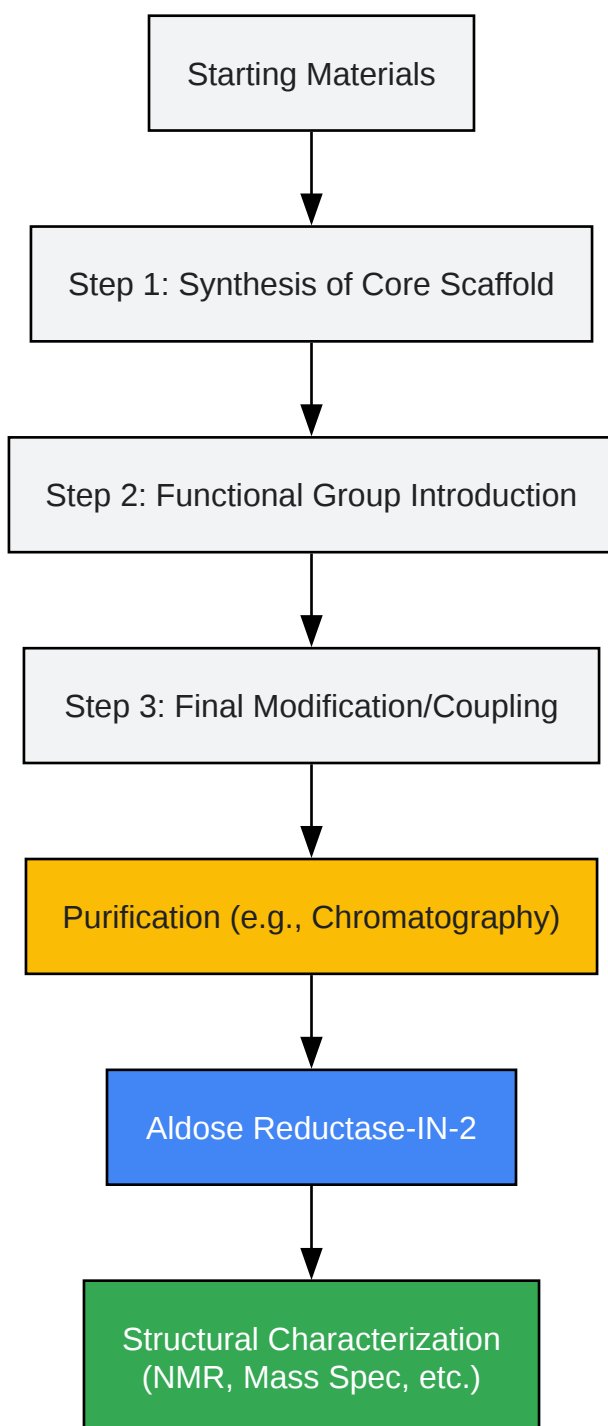 Starting Materials
Step 1: Synthesis of Core Scaffold
Step 2: Functional Group Introduction
Step 3: Final Modification/Coupling
Purification (e.g., Chromatography)
Aldose Reductase-IN-2
Structural Characterization
(NMR, Mass Spec, etc.)